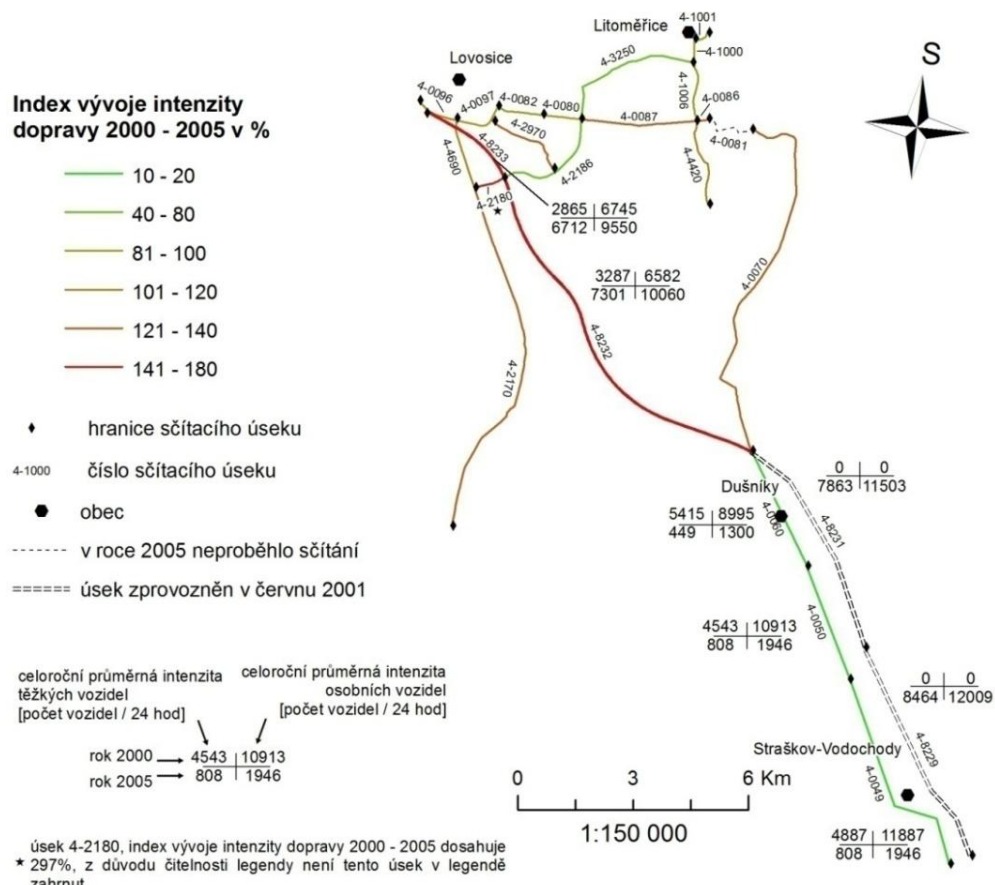 Index vývoje intenzity
dopravy 2000 - 2005 v %
10 - 20
40 - 80
81 - 100
101 - 120
121 - 140
141 - 180
hranice sčítacího úseku
4-1000 číslo sčítacího úseku
obec
v roce 2005 neproběhlo sčítání
úsek zprovozněn v červnu 2001
celoroční průměrná intenzita
těžkých vozidel
[počet vozidel / 24 hod]
celoroční průměrná intenzita
osobních vozidel
[počet vozidel / 24 hod]
rok 2000 4543 10913
rok 2005 808 1946
úsek 4-2180, index vývoje intenzity dopravy 2000 - 2005 dosahuje
297%, z důvodu čitelnosti legendy není tento úsek v legendě
zahrnut
Litoměřice
4-1001
4-1000
Lovosice
4-3250
4-0096
4-0097
4-0082
4-0080
4-1006
4-0086
4-0087
4-0081
4-2970
4-8233
4-4690
4-2186
4-4420
4-2180
2865 6745
6712 9550
3287 6582
7301 10060
4-0070
4-8232
4-2170
S
Dušníky
0 0
7863 11503
5415 8995
449 1300
4-0060
4-8231
4-0050
4543 10913
808 1946
0 0
8464 12009
Straškov-Vodochody
4-8229
4-0049
4887 11887
808 1946
0 3 6 Km
1:150 000